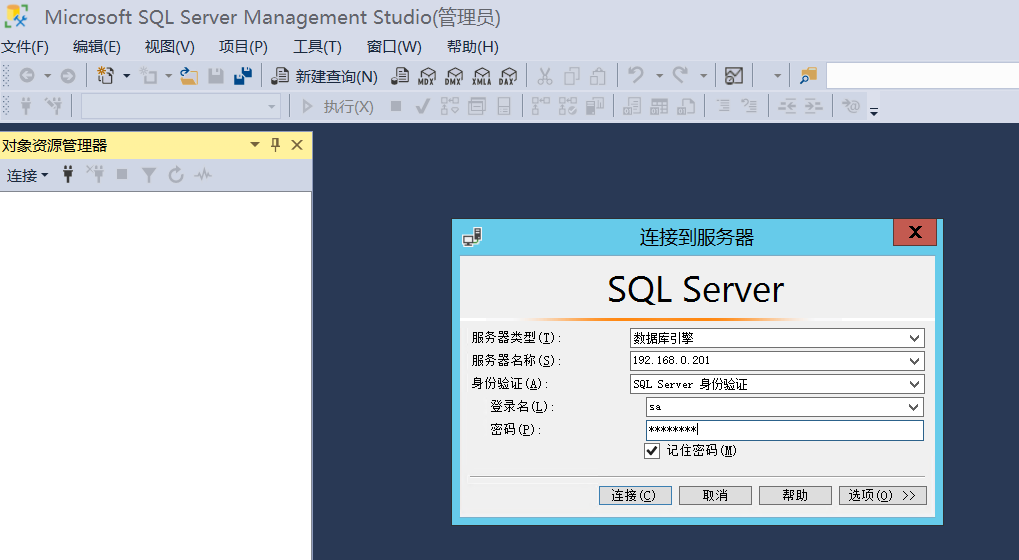 Microsoft SQL Server Management Studio(管理员)
文件(F) 编辑(E) 视图(V) 项目(P) 工具(T) 窗口(W) 帮助(H)
新建查询(N) MDX DMX XMLA DAX
执行(X)
对象资源管理器
连接
连接到服务器
SQL Server
服务器类型(T): 数据库引擎
服务器名称(S): 192.168.0.201
身份验证(A): SQL Server 身份验证
登录名(L): sa
密码(P): ********
记住密码(M)
连接(C) 取消 帮助 选项(O) >>